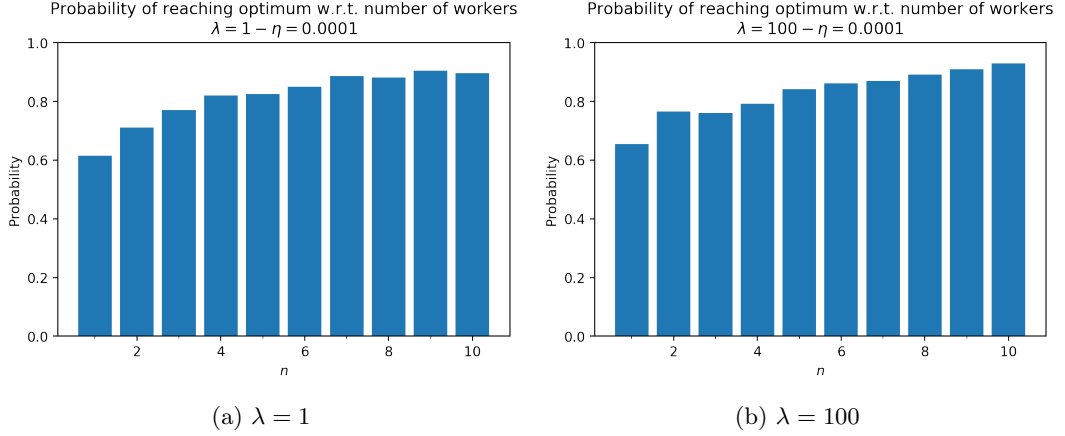 Probability of reaching optimum w.r.t. number of workers
λ = 1 − η = 0.0001
1.0
0.8
0.6
0.4
0.2
0.0
Probability
2 4 6 8 10
n
(a) λ = 1
Probability of reaching optimum w.r.t. number of workers
λ = 100 − η = 0.0001
1.0
0.8
0.6
0.4
0.2
0.0
Probability
2 4 6 8 10
n
(b) λ = 100